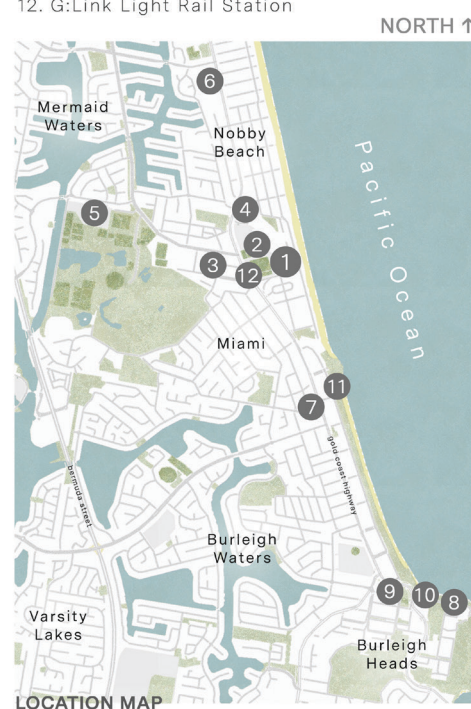 12. G:Link Light Rail Station
NORTH ↑
6
Mermaid
Waters
Nobby
Beach
Pacific Ocean
5
4
2
1
3
12
Miami
11
7
gold coast highway
bermuda street
Burleigh
Waters
9
10
8
Varsity
Lakes
Burleigh
Heads
LOCATION MAP